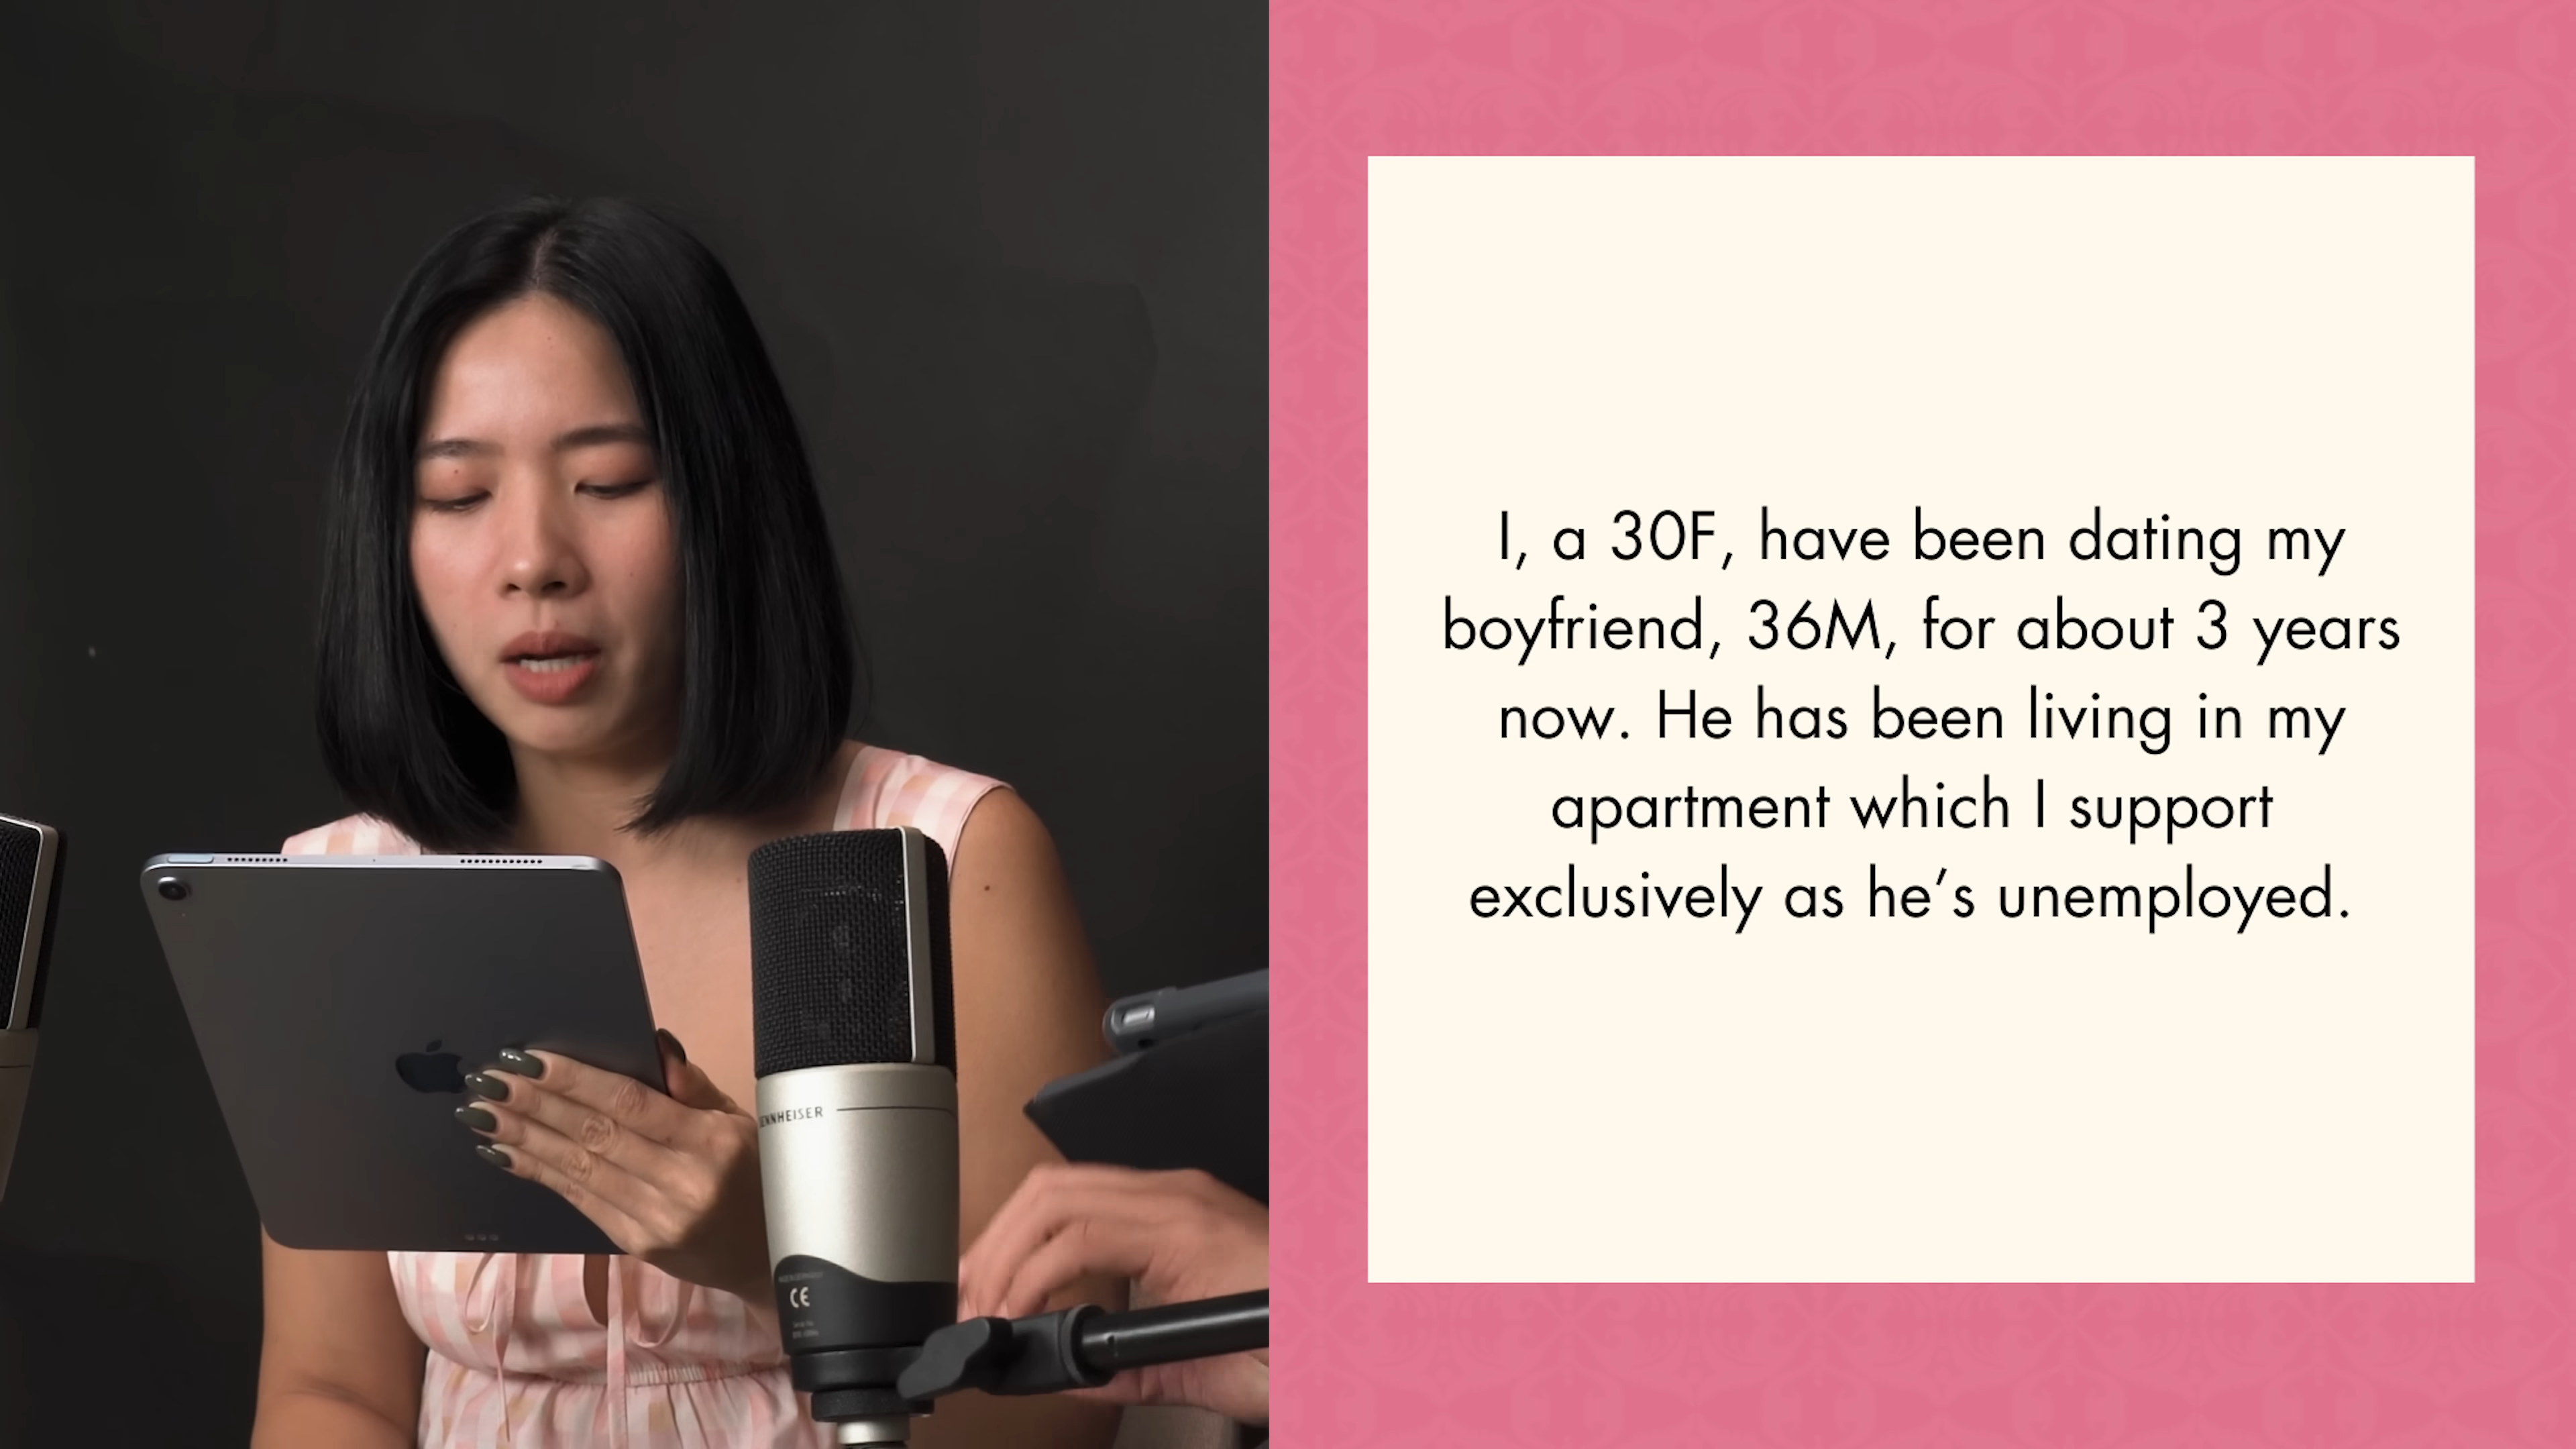 I, a 30F, have been dating my
boyfriend, 36M, for about 3 years
now. He has been living in my
apartment which I support
exclusively as he’s unemployed.
SENNHEISER
CE